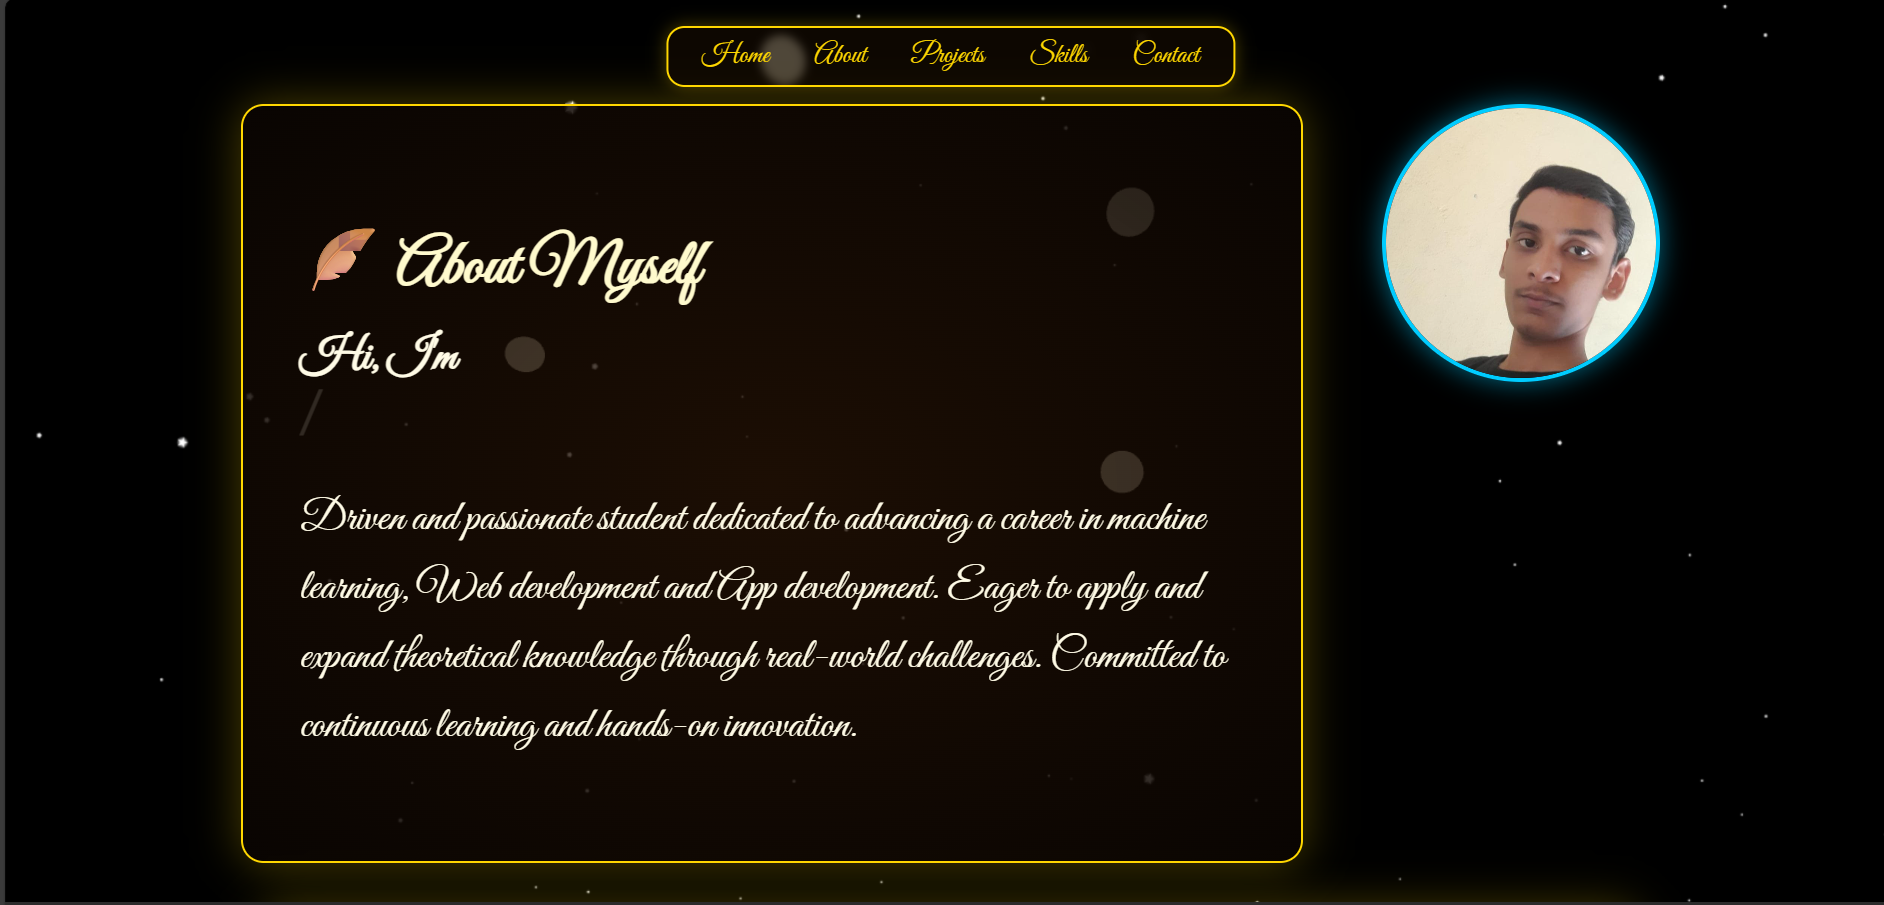 Home About Projects Skills Contact
About Myself
Hi, I'm
/
Driven and passionate student dedicated to advancing a career in machine
learning, Web development and App development. Eager to apply and
expand theoretical knowledge through real-world challenges. Committed to
continuous learning and hands-on innovation.